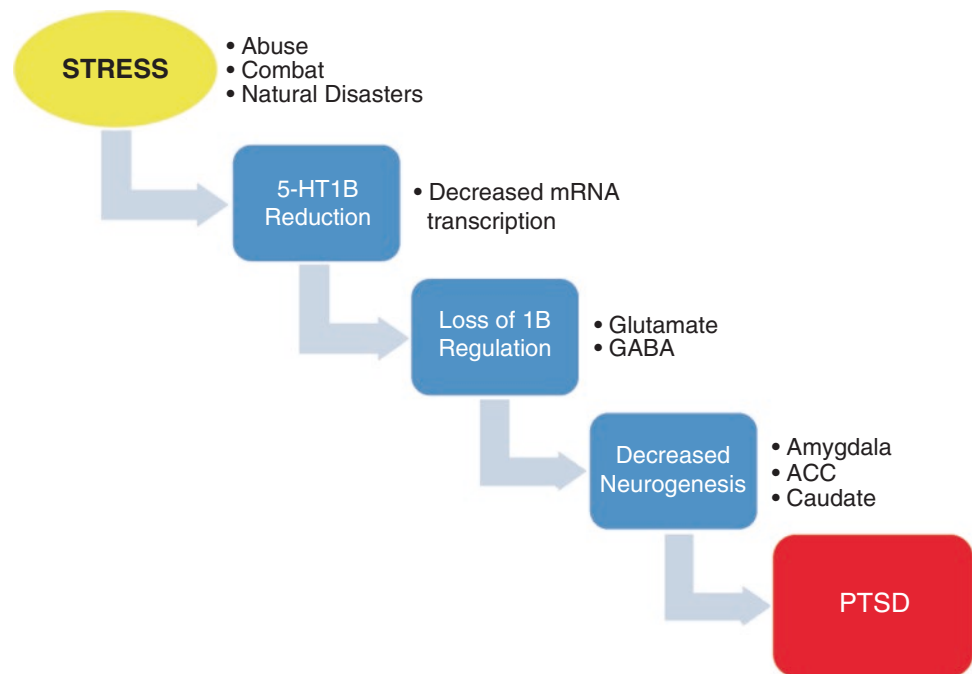 STRESS
• Abuse
• Combat
• Natural Disasters
5-HT1B
Reduction
• Decreased mRNA
transcription
Loss of 1B
Regulation
• Glutamate
• GABA
Decreased
Neurogenesis
• Amygdala
• ACC
• Caudate
PTSD